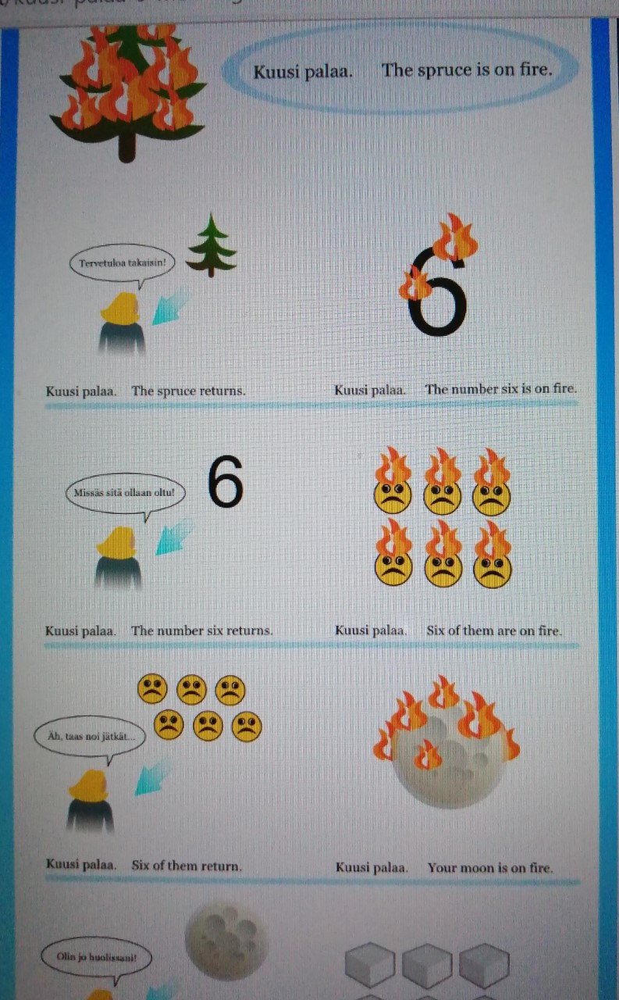 Kuusi palaa. The spruce is on fire.
Tervetuloa takaisin!
6
Kuusi palaa. The spruce returns.
Kuusi palaa. The number six is on fire.
Missäs sitä ollaan oltu!
6
Kuusi palaa. The number six returns.
Kuusi palaa. Six of them are on fire.
Äh, taas noi jätkät...
Kuusi palaa. Six of them return.
Kuusi palaa. Your moon is on fire.
Olin jo huolissani!